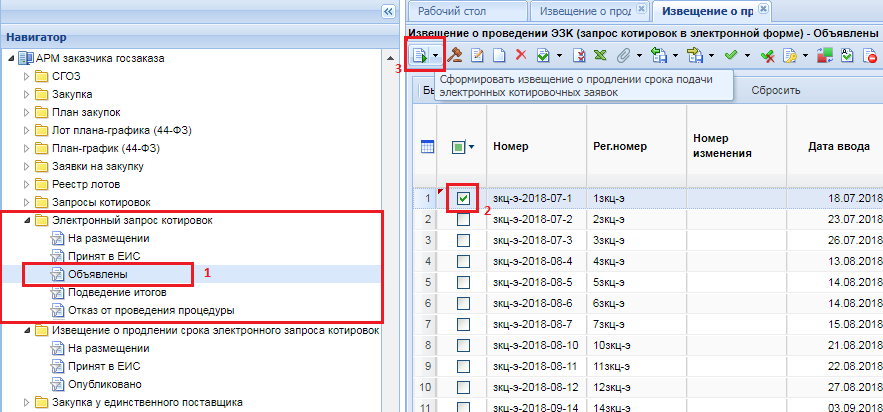 Навигатор
АРМ заказчика госзаказа
СГОЗ
Закупка
План закупок
Лот плана-графика (44-ФЗ)
План-график (44-ФЗ)
Заявки на закупку
Реестр лотов
Запросы котировок
Электронный запрос котировок
На размещении
Принят в ЕИС
Объявлены
1
Подведение итогов
Отказ от проведения процедуры
Извещение о продлении срока электронного запроса котировок
На размещении
Принят в ЕИС
Опубликовано
Закупка у единственного поставщика
Рабочий стол
Извещение о прод
Извещение о пр
Извещение о проведении ЭЗК (запрос котировок в электронной форме) - Объявлены
3
Сформировать извещение о продлении срока подачи
электронных котировочных заявок
Бы
Сбросить
Номер
Рег.номер
Номер
изменения
Дата ввода
1 зкц-э-2018-07-1 1зкц-э 18.07.2018
2
2 зкц-э-2018-07-2 2зкц-э 23.07.2018
3 зкц-э-2018-07-3 3зкц-э 26.07.2018
4 зкц-э-2018-08-4 4зкц-э 13.08.2018
5 зкц-э-2018-08-5 5зкц-э 14.08.2018
6 зкц-э-2018-08-6 6зкц-э 14.08.2018
7 зкц-э-2018-08-7 7зкц-э 15.08.2018
8 зкц-э-2018-08-10 10зкц-э 21.08.2018
9 зкц-э-2018-08-11 11зкц-э 22.08.2018
10 зкц-э-2018-08-12 12зкц-э 27.08.2018
11 зкц-э-2018-09-14 14зкц-э 03.09.2018